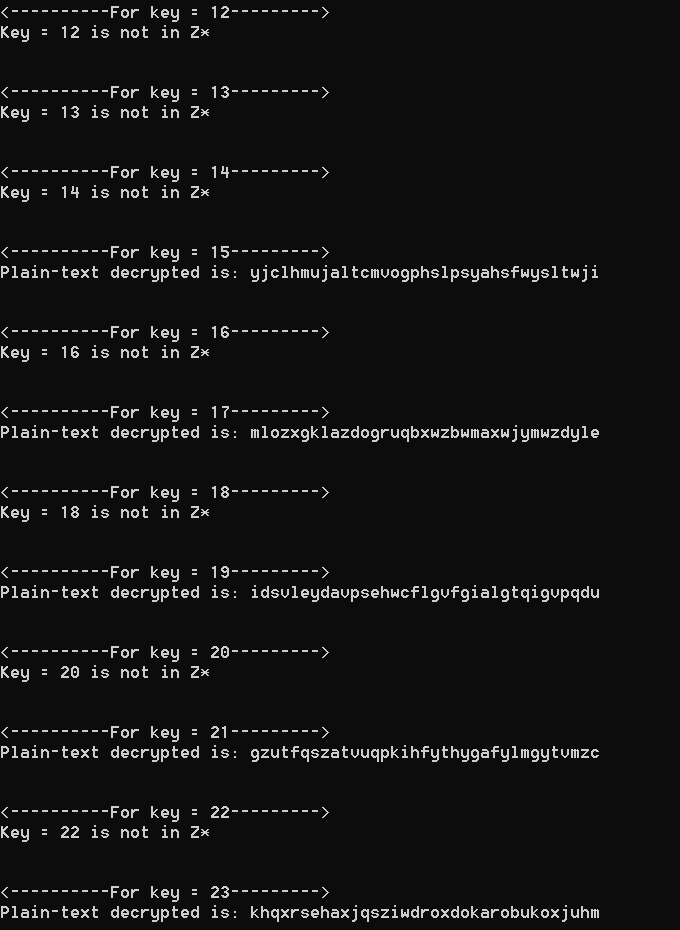 <----------For key = 12--------->
Key = 12 is not in Z*
<----------For key = 13--------->
Key = 13 is not in Z*
<----------For key = 14--------->
Key = 14 is not in Z*
<----------For key = 15--------->
Plain-text decrypted is: yjclhmujaltcmvogphslpsyahsfwysltwji
<----------For key = 16--------->
Key = 16 is not in Z*
<----------For key = 17--------->
Plain-text decrypted is: mlozxgklazdogruqbxwzbwmaxwjymwzdyle
<----------For key = 18--------->
Key = 18 is not in Z*
<----------For key = 19--------->
Plain-text decrypted is: idsvleydavpsehwcflgvfgialgtqigvpqdu
<----------For key = 20--------->
Key = 20 is not in Z*
<----------For key = 21--------->
Plain-text decrypted is: gzutfqszatvuqpkihfythygafylmgytvmzc
<----------For key = 22--------->
Key = 22 is not in Z*
<----------For key = 23--------->
Plain-text decrypted is: khqxrsehaxjqsziwdroxdokarobukoxjuhm